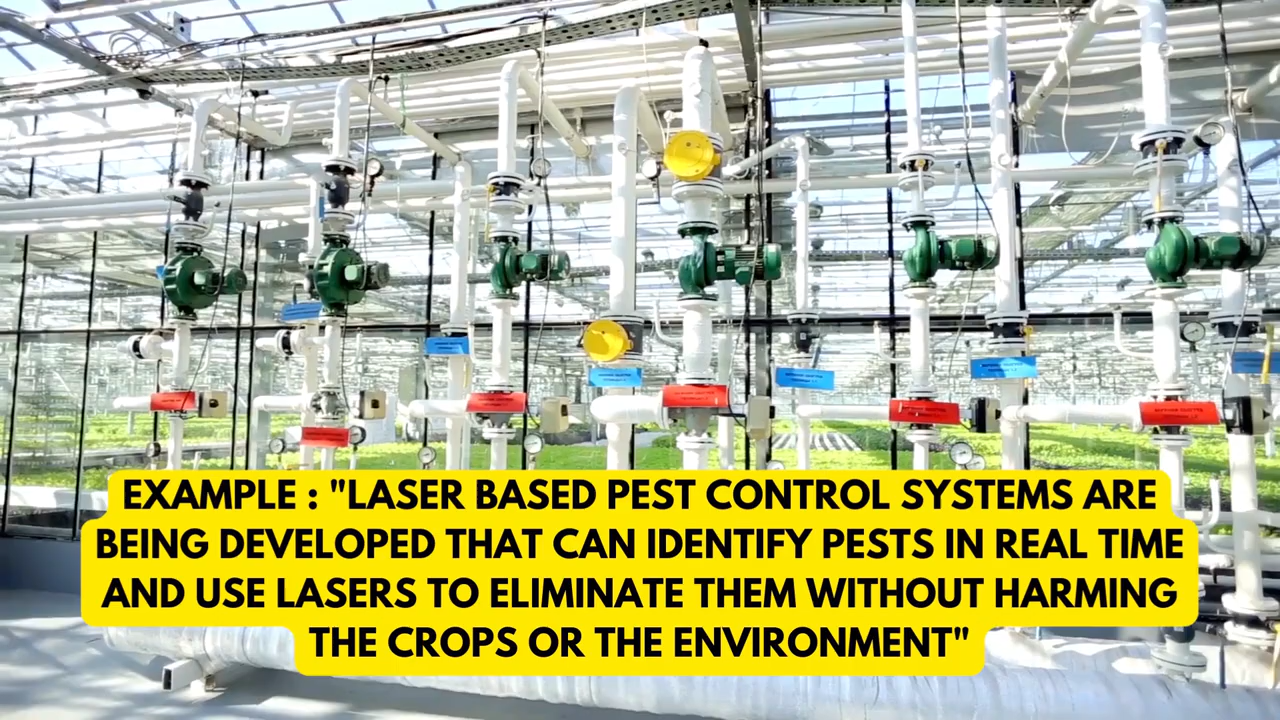 EXAMPLE : "LASER BASED PEST CONTROL SYSTEMS ARE
BEING DEVELOPED THAT CAN IDENTIFY PESTS IN REAL TIME
AND USE LASERS TO ELIMINATE THEM WITHOUT HARMING
THE CROPS OR THE ENVIRONMENT"